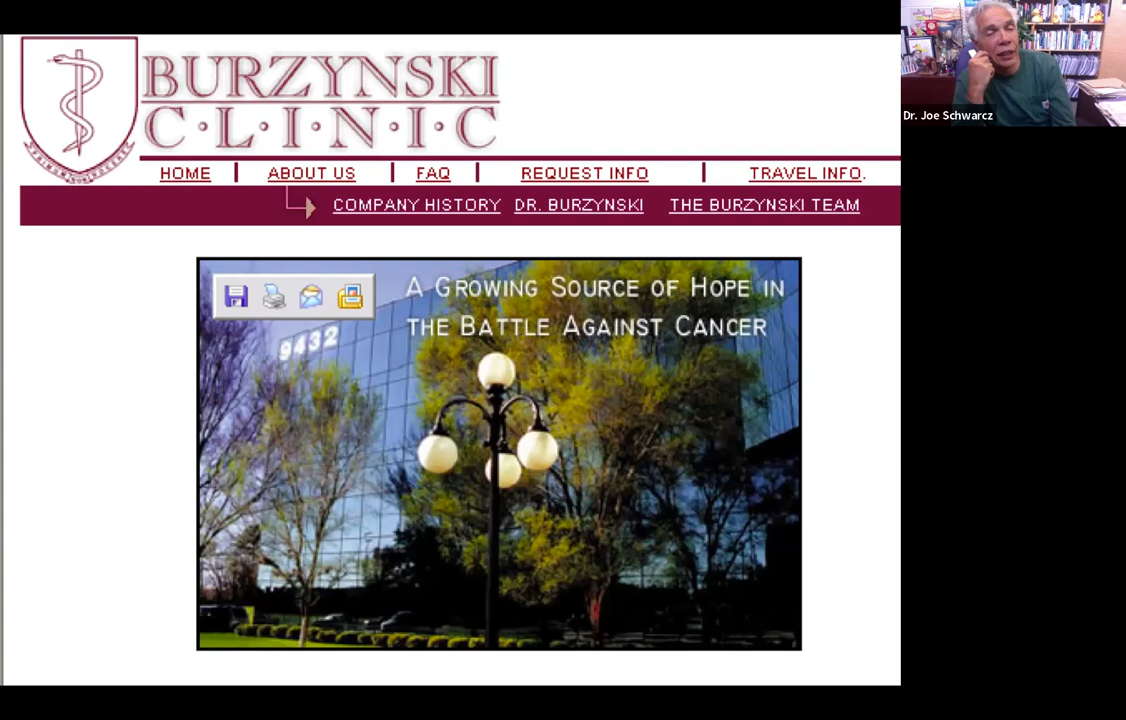 BURZYNSKI
C·L·I·N·I·C
HOME ABOUT US FAQ REQUEST INFO TRAVEL INFO.
COMPANY HISTORY DR. BURZYNSKI THE BURZYNSKI TEAM
A GROWING SOURCE OF HOPE IN
THE BATTLE AGAINST CANCER
9432
Dr. Joe Schwarcz